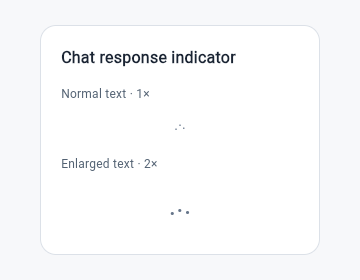 Chat response indicator
Normal text · 1×
Enlarged text · 2×